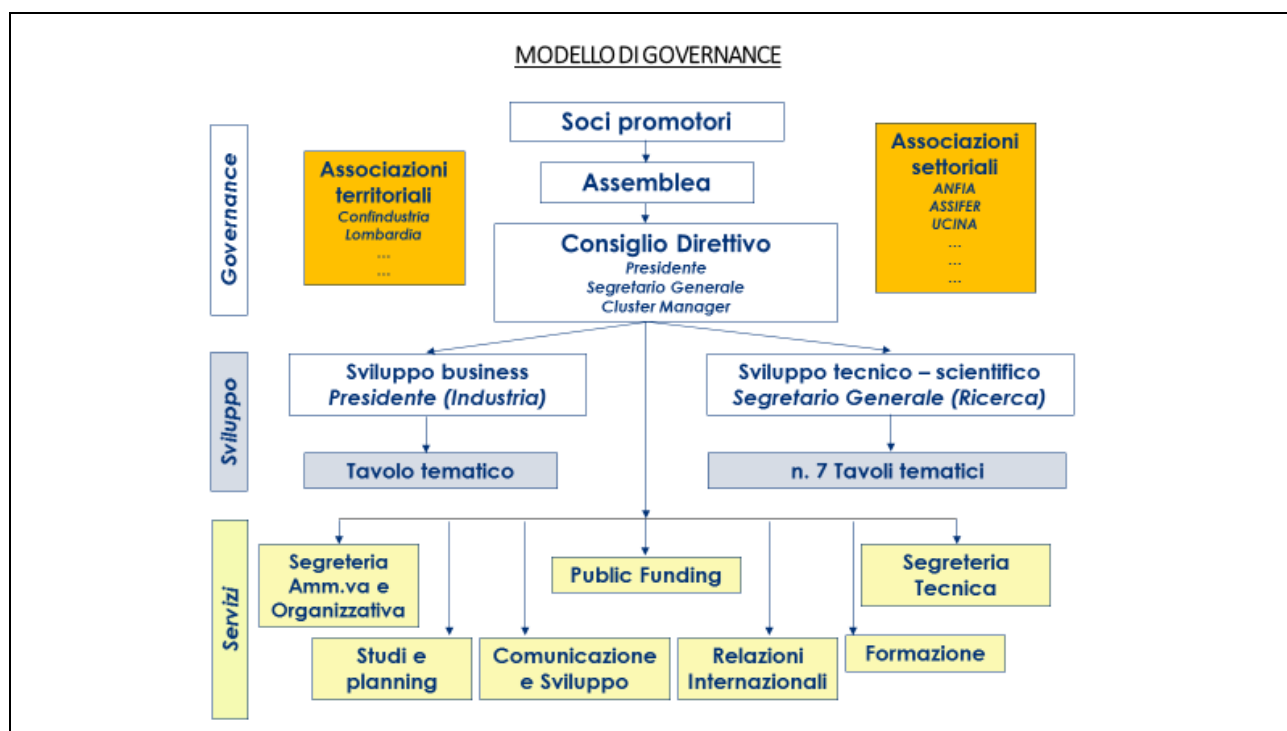 MODELLO DI GOVERNANCE
Governance
Soci promotori
Assemblea
Consiglio Direttivo
Presidente
Segretario Generale
Cluster Manager
Associazioni
territoriali
Confindustria
Lombardia
...
...
Associazioni
settoriali
ANFIA
ASSIFER
UCINA
...
...
...
Sviluppo
Sviluppo business
Presidente (Industria)
Sviluppo tecnico – scientifico
Segretario Generale (Ricerca)
Tavolo tematico
n. 7 Tavoli tematici
Servizi
Segreteria
Amm.va e
Organizzativa
Public Funding
Segreteria
Tecnica
Studi e
planning
Comunicazione
e Sviluppo
Relazioni
Internazionali
Formazione